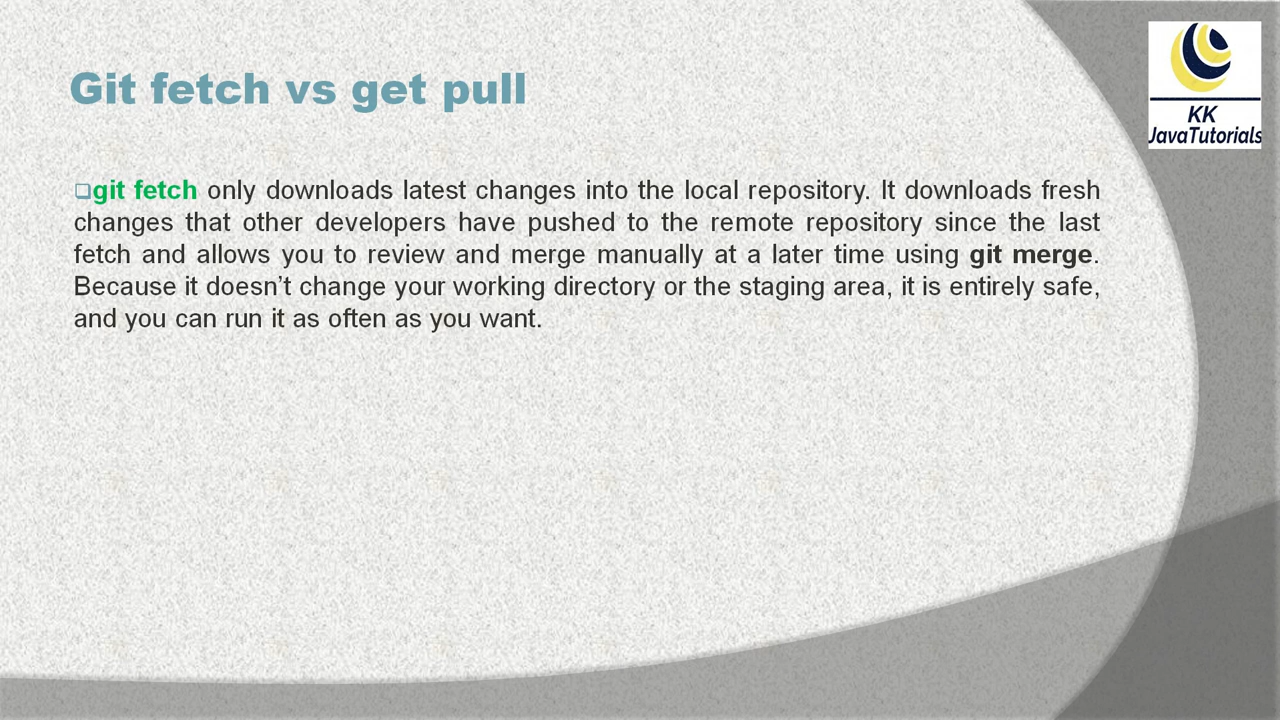 Git fetch vs get pull
KK
JavaTutorials
git fetch only downloads latest changes into the local repository. It downloads fresh
changes that other developers have pushed to the remote repository since the last
fetch and allows you to review and merge manually at a later time using git merge.
Because it doesn’t change your working directory or the staging area, it is entirely safe,
and you can run it as often as you want.